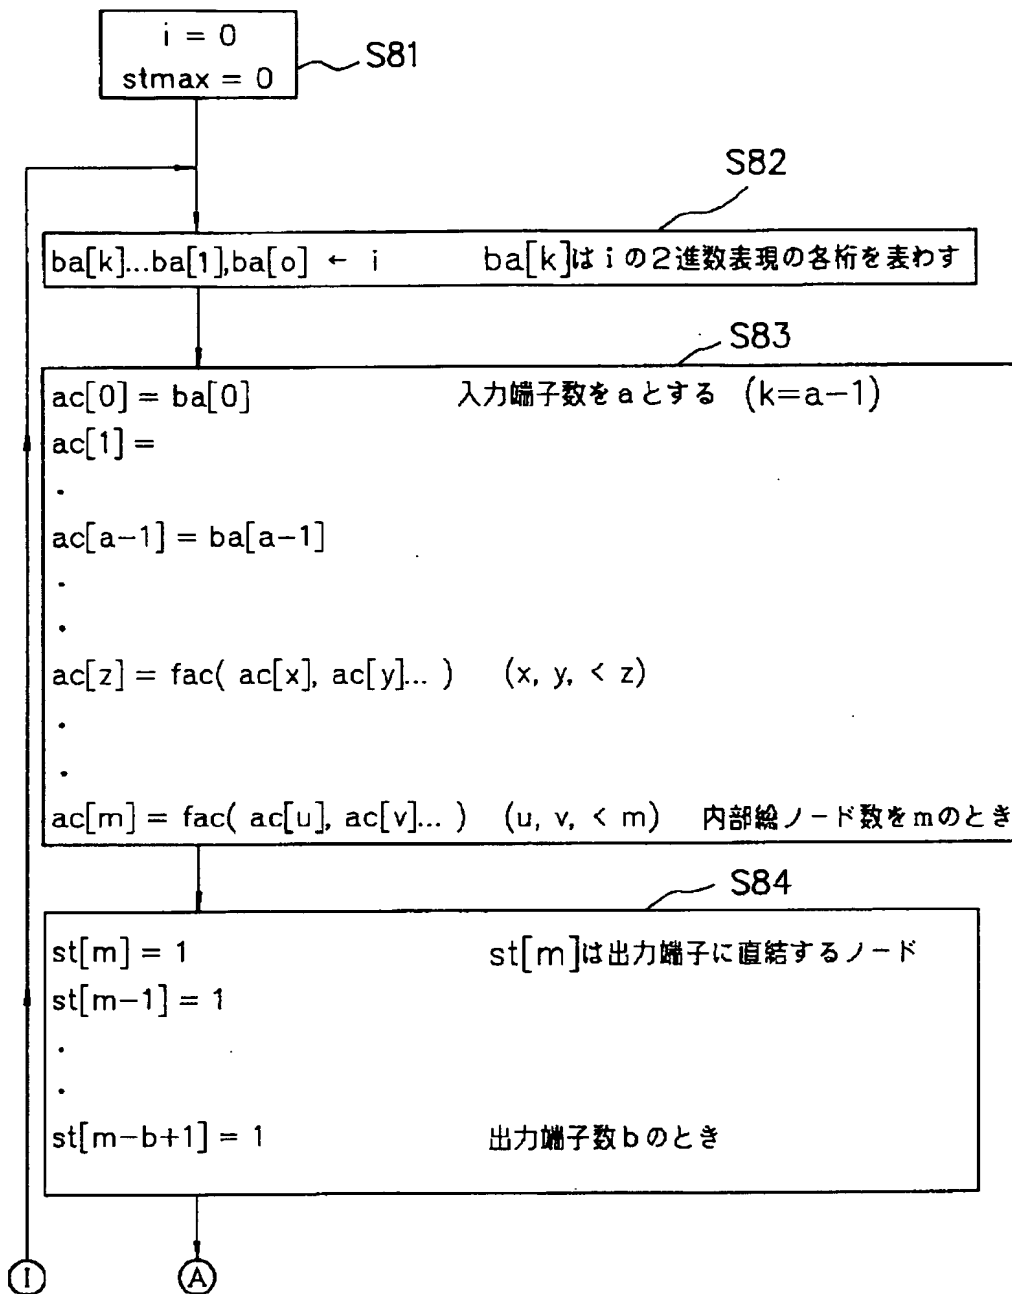 i = 0
stmax = 0
S81
S82
ba[k]...ba[1],ba[o] ← i ba[k]はiの2進数表現の各桁を表わす
S83
ac[0] = ba[0] 入力端子数をaとする (k=a-1)
ac[1] =
.
ac[a-1] = ba[a-1]
.
.
ac[z] = fac( ac[x], ac[y]... ) (x, y, < z)
.
.
ac[m] = fac( ac[u], ac[v]... ) (u, v, < m) 内部総ノード数をmのとき
S84
st[m] = 1 st[m]は出力端子に直結するノード
st[m-1] = 1
.
.
st[m-b+1] = 1 出力端子数bのとき
I A